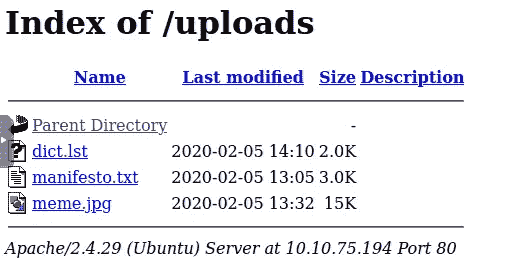 Index of /uploads
Name Last modified Size Description
Parent Directory -
dict.lst 2020-02-05 14:10 2.0K
manifesto.txt 2020-02-05 13:05 3.0K
meme.jpg 2020-02-05 13:32 15K
Apache/2.4.29 (Ubuntu) Server at 10.10.75.194 Port 80